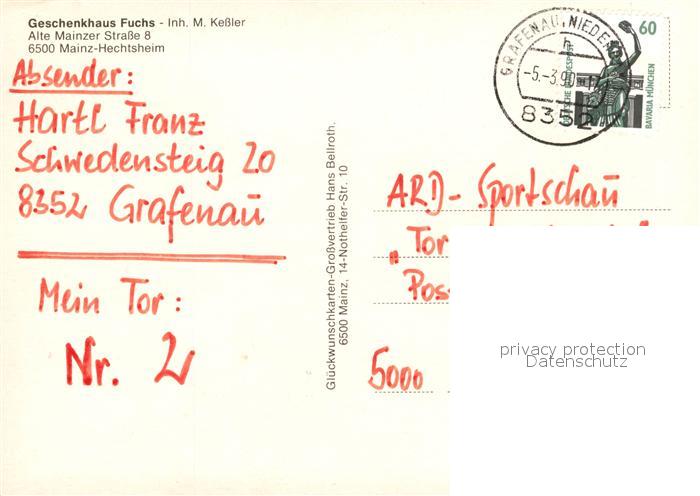 Geschenkhaus Fuchs - Inh. M. Keßler
Alte Mainzer Straße 8
6500 Mainz-Hechtsheim
Absender:
Hartl Franz
Schwedensteig 20
8352 Grafenau
Mein Tor:
Nr. 2
Glückwunschkarten-Großvertrieb Hans Bellroth.
6500 Mainz, 14-Nothelfer-Str. 10
GRAFENAU, NIEDER
h
-5.-3.90
8352
60
DEUTSCHE BUNDESPOST
BAVARIA MÜNCHEN
ARD- Sportschau
„Tor
Pos
5000
privacy protection
Datenschutz